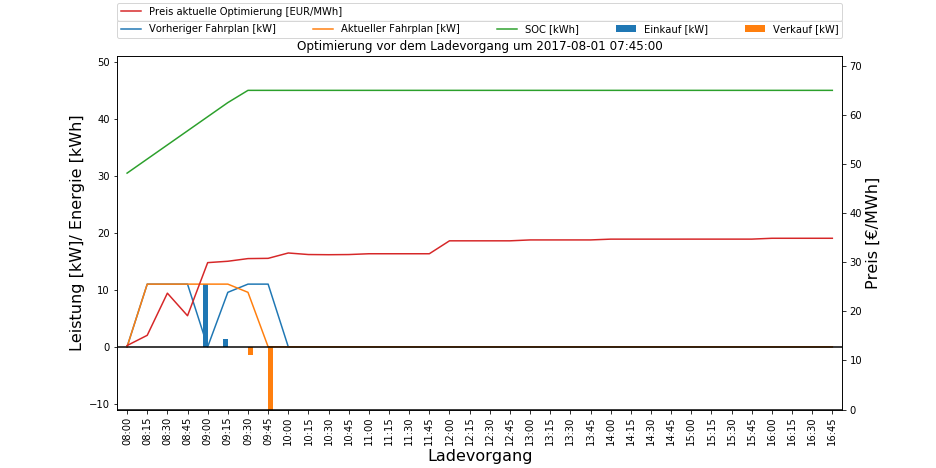 Preis aktuelle Optimierung [EUR/MWh]
Vorheriger Fahrplan [kW] Aktueller Fahrplan [kW] SOC [kWh] Einkauf [kW] Verkauf [kW]
Optimierung vor dem Ladevorgang um 2017-08-01 07:45:00
Leistung [kW]/ Energie [kWh]
50
40
30
20
10
0
−10
70
60
50
40
30
20
10
0
Preis [€/MWh]
08:00 08:15 08:30 08:45 09:00 09:15 09:30 09:45 10:00 10:15 10:30 10:45 11:00 11:15 11:30 11:45 12:00 12:15 12:30 12:45 13:00 13:15 13:30 13:45 14:00 14:15 14:30 14:45 15:00 15:15 15:30 15:45 16:00 16:15 16:30 16:45
Ladevorgang